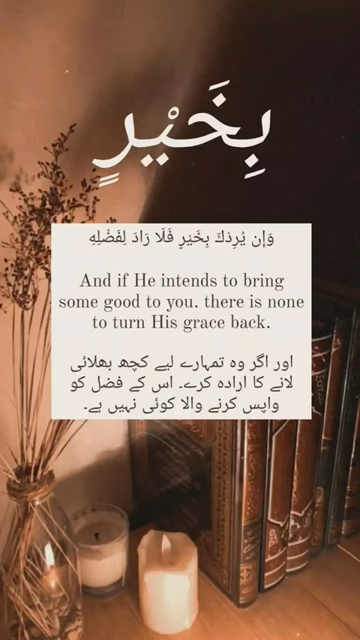 بِخَيْرٍ
وَإِن يُرِدْكَ بِخَيْرٍ فَلَا رَادَ لِفَضْلِهِ
And if He intends to bring
some good to you. there is none
to turn His grace back.
اور اگر وہ تمہارے لیے کچھ بھلائی
لانے کا ارادہ کرے۔ اس کے فضل کو
واپس کرنے والا کوئی نہیں ہے۔